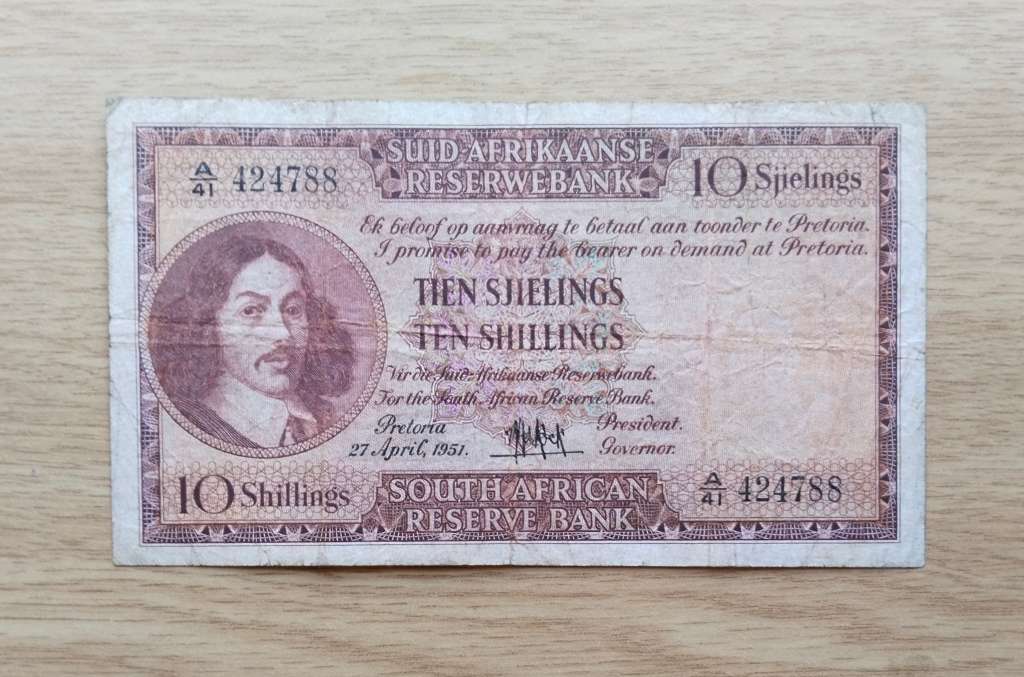 SUID-AFRIKAANSE
RESERWEBANK
A/41 424788
10 Sjielings
Ek beloof op aanvraag te betaal aan toonder te Pretoria.
I promise to pay the bearer on demand at Pretoria.
TIEN SJIELINGS
TEN SHILLINGS
Vir die Suid-Afrikaanse Reserwebank.
For the South African Reserve Bank.
Pretoria
President.
27 April, 1951.
Governor.
10 Shillings
SOUTH AFRICAN
RESERVE BANK
A/41 424788